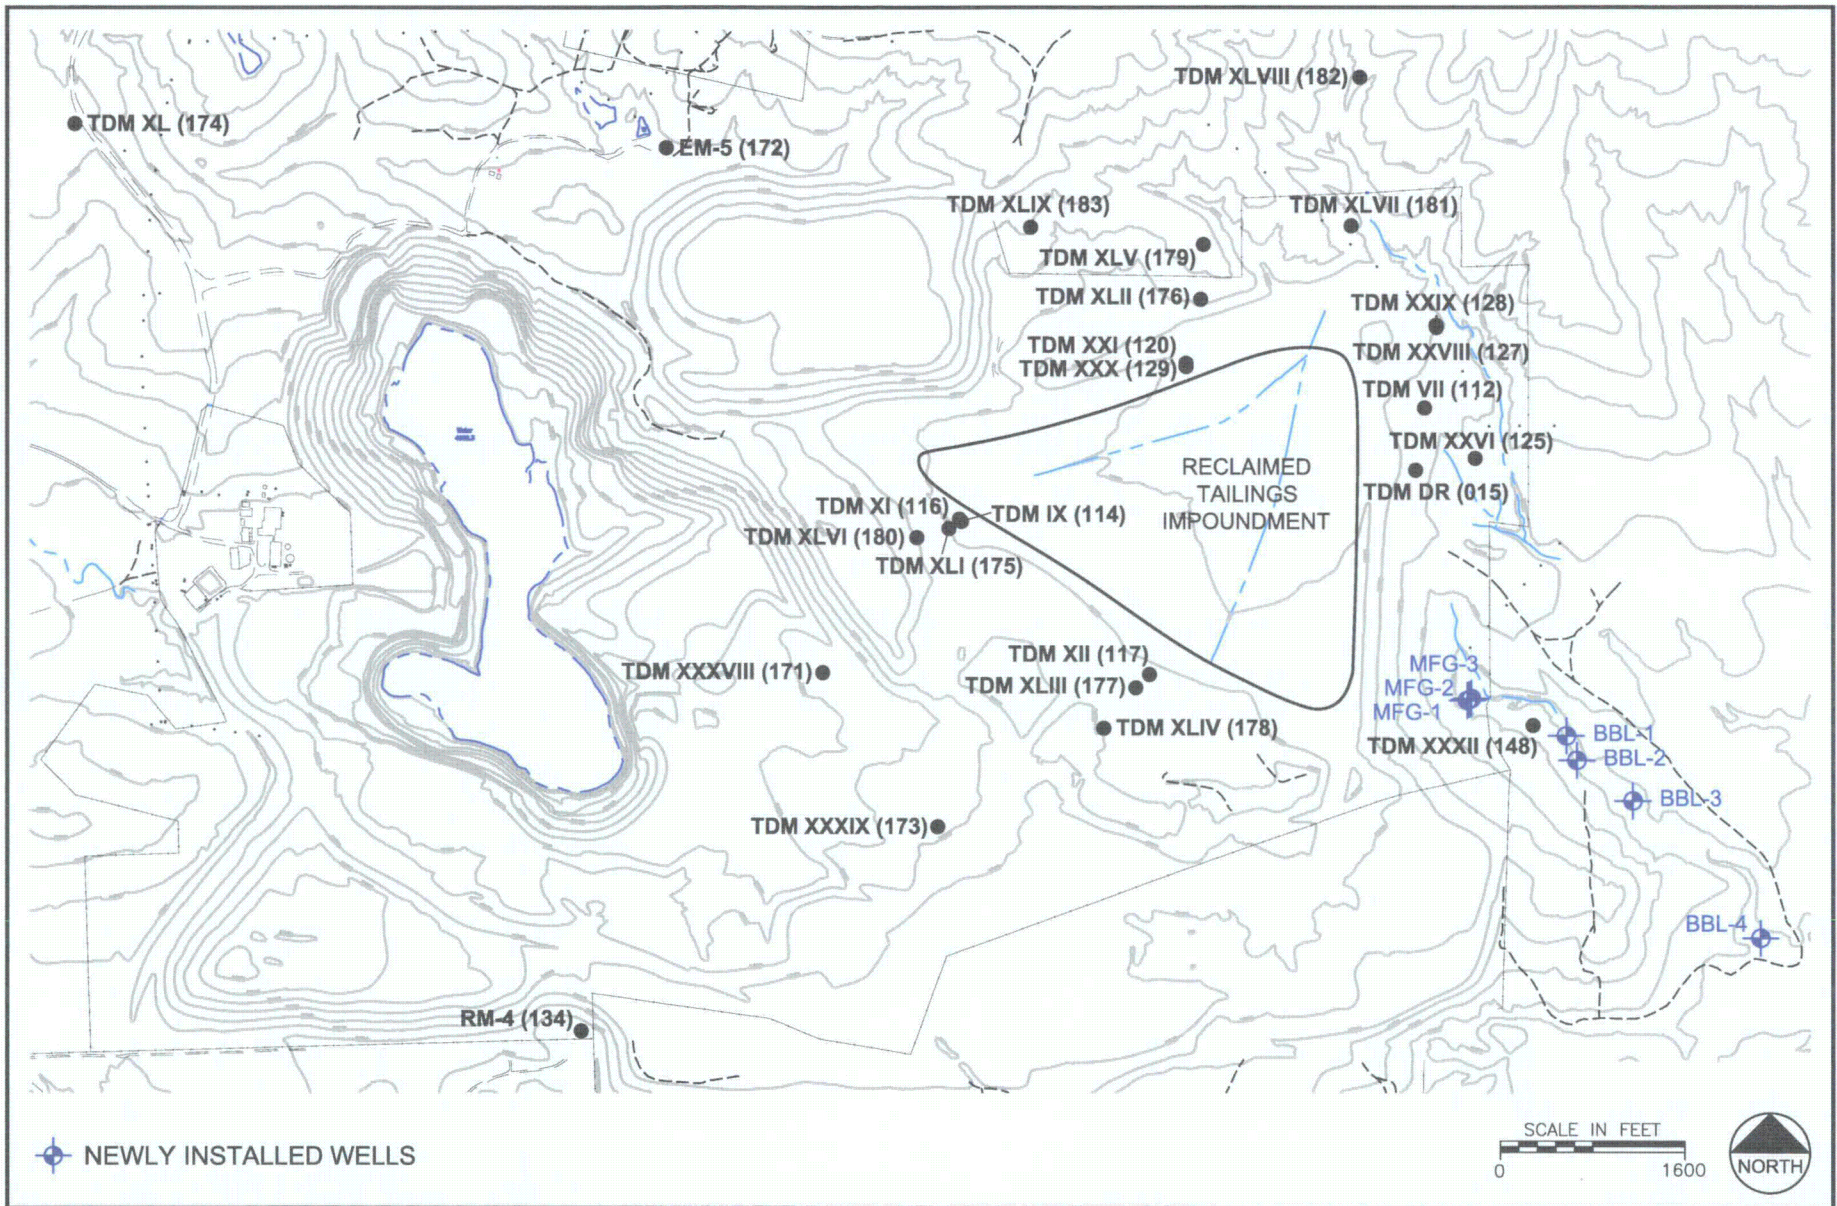 TDM XLVIII (182)
TDM XL (174)
EM-5 (172)
TDM XLIX (183)
TDM XLVII (181)
TDM XLV (179)
TDM XLII (176)
TDM XXIX (128)
TDM XXI (120)
TDM XXVIII (127)
TDM XXX (129)
TDM VII (112)
TDM XXVI (125)
RECLAIMED
TAILINGS
IMPOUNDMENT
TDM DR (015)
TDM XI (116)
TDM IX (114)
TDM XLVI (180)
TDM XLI (175)
TDM XII (117)
TDM XXXVIII (171)
TDM XLIII (177)
MFG-3
MFG-2
MFG-1
TDM XLIV (178)
BBL-1
TDM XXXII (148)
BBL-2
BBL-3
TDM XXXIX (173)
BBL-4
RM-4 (134)
NEWLY INSTALLED WELLS
SCALE IN FEET
0 1600
NORTH